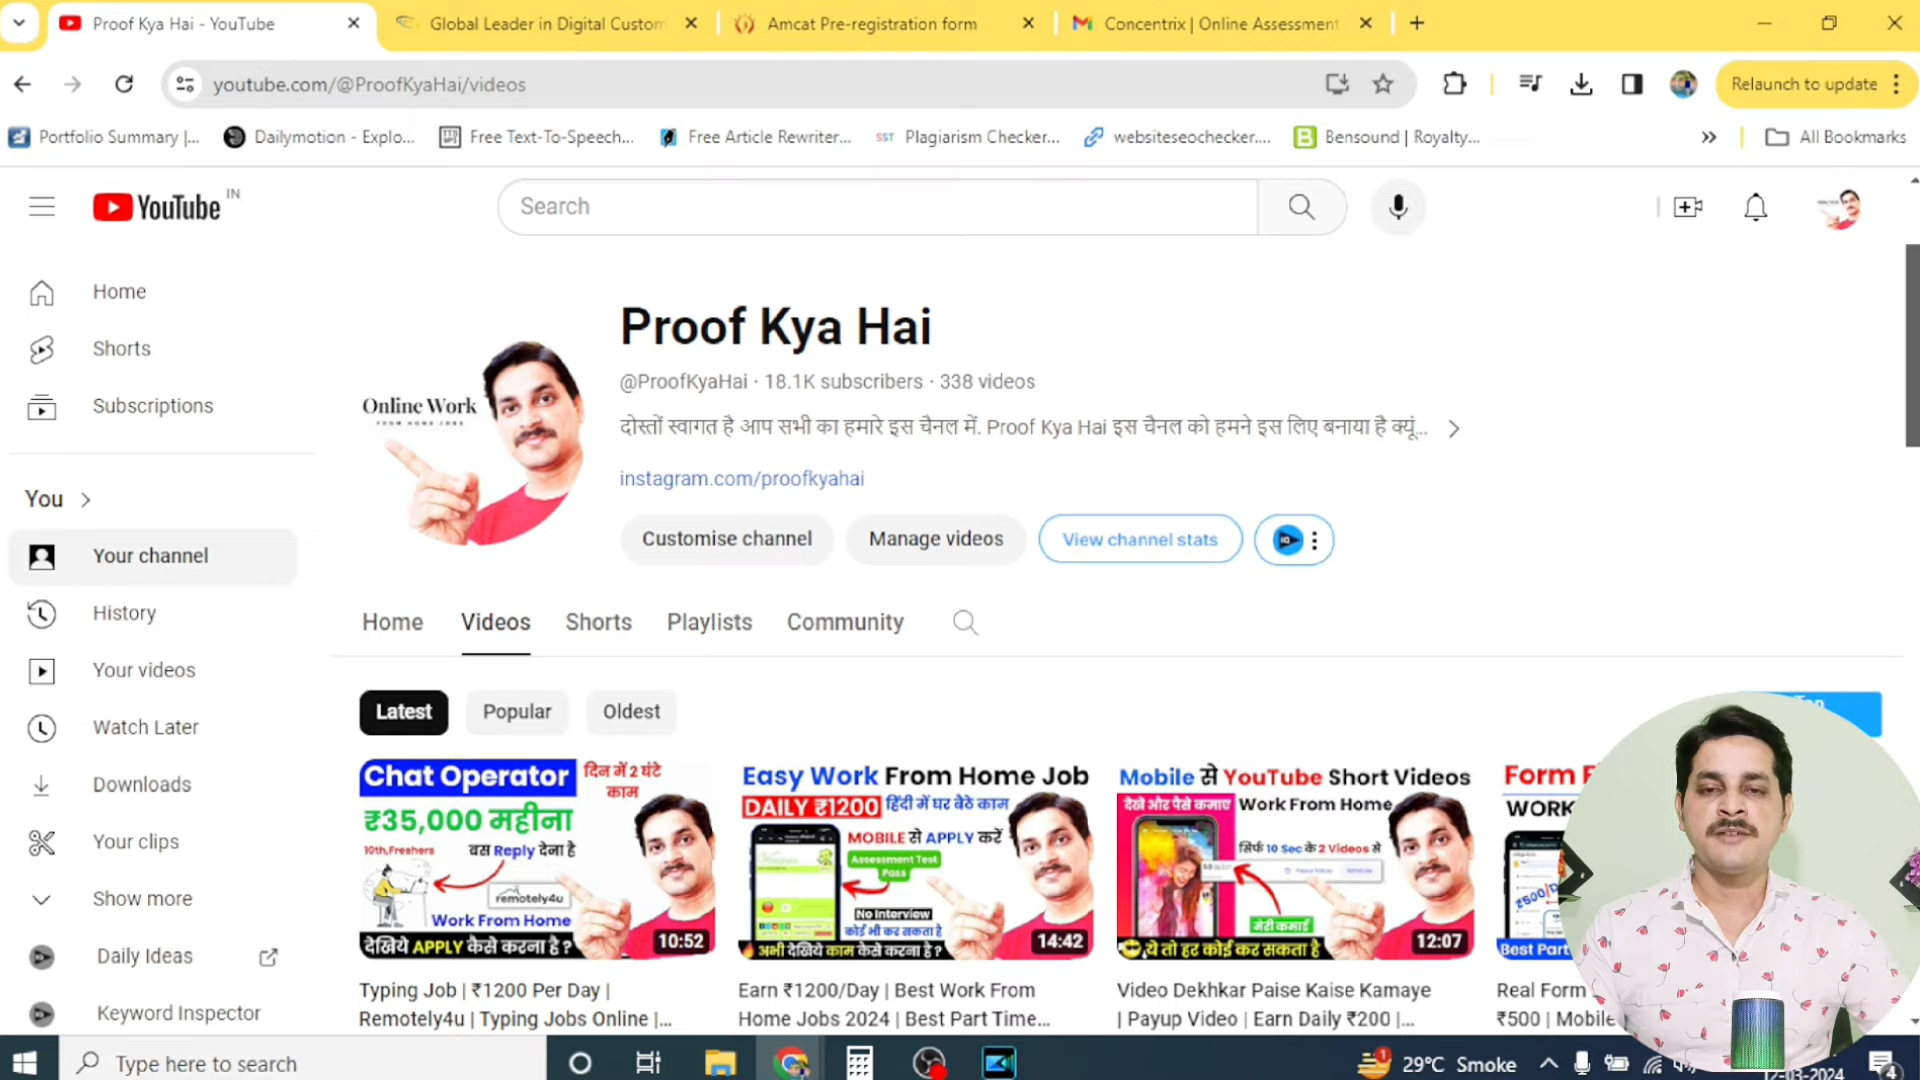 Proof Kya Hai - YouTube
Global Leader in Digital Custom
Amcat Pre-registration form
Concentrix | Online Assessment
youtube.com/@ProofKyaHai/videos
Relaunch to update
Portfolio Summary |...
Dailymotion - Explo...
Free Text-To-Speech...
Free Article Rewriter...
SST Plagiarism Checker...
websiteseochecker....
Bensound | Royalty...
All Bookmarks
YouTube IN
Search
Home
Shorts
Subscriptions
You
Your channel
History
Your videos
Watch Later
Downloads
Your clips
Show more
Daily Ideas
Keyword Inspector
Online Work
FROM HOME JOBS
Proof Kya Hai
@ProofKyaHai · 18.1K subscribers · 338 videos
दोस्तों स्वागत है आप सभी का हमारे इस चैनल में. Proof Kya Hai इस चैनल को हमने इस लिए बनाया है क्यूं...
instagram.com/proofkyahai
Customise channel
Manage videos
View channel stats
Home
Videos
Shorts
Playlists
Community
Latest
Popular
Oldest
Chat Operator
दिन में 2 घंटे
काम
₹35,000 महीना
10th,Freshers
बस Reply देना है
remotely4u
Work From Home
देखिये APPLY कैसे करना है ?
10:52
Typing Job | ₹1200 Per Day |
Remotely4u | Typing Jobs Online |...
Easy Work From Home Job
DAILY ₹1200 हिंदी में घर बैठे काम
MOBILE से APPLY करें
Assessment Test
Pass
No Interview
कोई भी कर सकता है
अभी देखिये काम कैसे करना है ?
14:42
Earn ₹1200/Day | Best Work From
Home Jobs 2024 | Best Part Time...
Mobile से YouTube Short Videos
देखे और पैसे कमाए Work From Home
सिर्फ 10 Sec के 2 Videos से
मेरी कमाई
ये तो हर कोई कर सकता है
12:07
Video Dekhkar Paise Kaise Kamaye
| Payup Video | Earn Daily ₹200 |...
Form F
WORK
₹500/D
Best Part
Real Form
₹500 | Mobile
Type here to search
29°C Smoke
12-03-2024
4